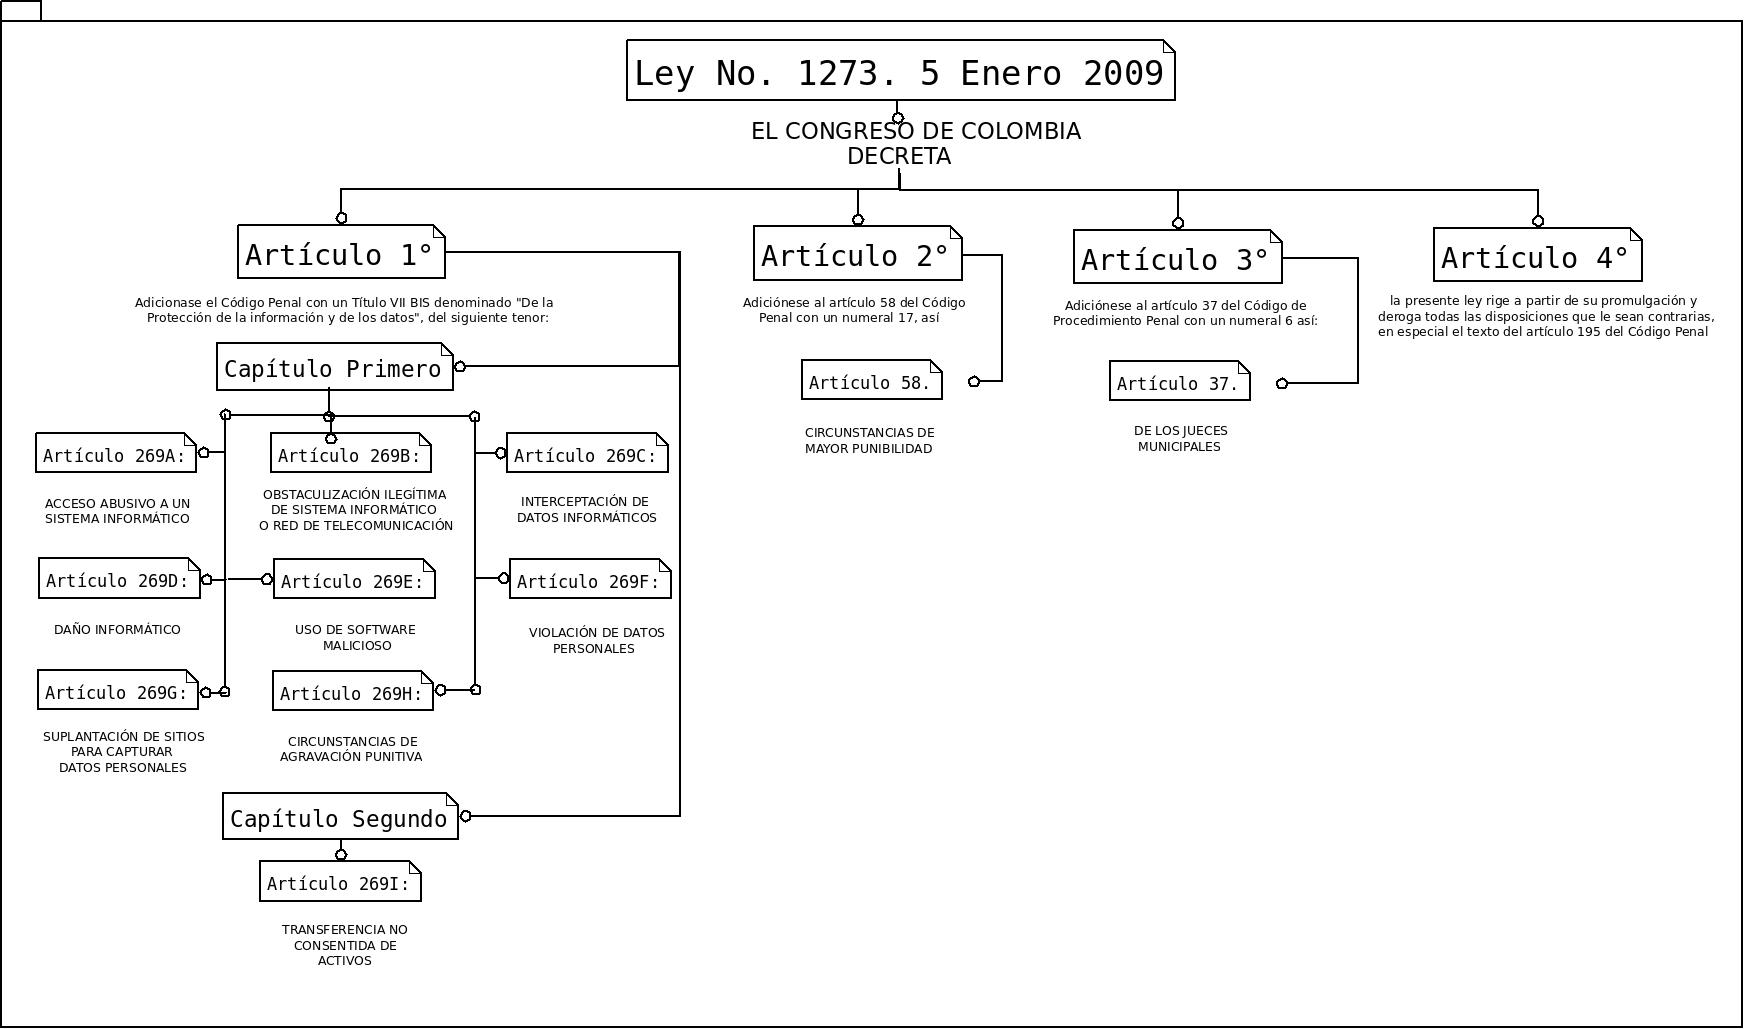 Ley No. 1273. 5 Enero 2009
EL CONGRESO DE COLOMBIA
DECRETA
Artículo 1°
Adicionase el Código Penal con un Título VII BIS denominado "De la
Protección de la información y de los datos", del siguiente tenor:
Capítulo Primero
Artículo 269A:
ACCESO ABUSIVO A UN
SISTEMA INFORMÁTICO
Artículo 269B:
OBSTACULIZACIÓN ILEGÍTIMA
DE SISTEMA INFORMÁTICO
O RED DE TELECOMUNICACIÓN
Artículo 269C:
INTERCEPTACIÓN DE
DATOS INFORMÁTICOS
Artículo 269D:
DAÑO INFORMÁTICO
Artículo 269E:
USO DE SOFTWARE
MALICIOSO
Artículo 269F:
VIOLACIÓN DE DATOS
PERSONALES
Artículo 269G:
SUPLANTACIÓN DE SITIOS
PARA CAPTURAR
DATOS PERSONALES
Artículo 269H:
CIRCUNSTANCIAS DE
AGRAVACIÓN PUNITIVA
Capítulo Segundo
Artículo 269I:
TRANSFERENCIA NO
CONSENTIDA DE
ACTIVOS
Artículo 2°
Adiciónese al artículo 58 del Código
Penal con un numeral 17, así
Artículo 58.
CIRCUNSTANCIAS DE
MAYOR PUNIBILIDAD
Artículo 3°
Adiciónese al artículo 37 del Código de
Procedimiento Penal con un numeral 6 así:
Artículo 37.
DE LOS JUECES
MUNICIPALES
Artículo 4°
la presente ley rige a partir de su promulgación y
deroga todas las disposiciones que le sean contrarias,
en especial el texto del artículo 195 del Código Penal